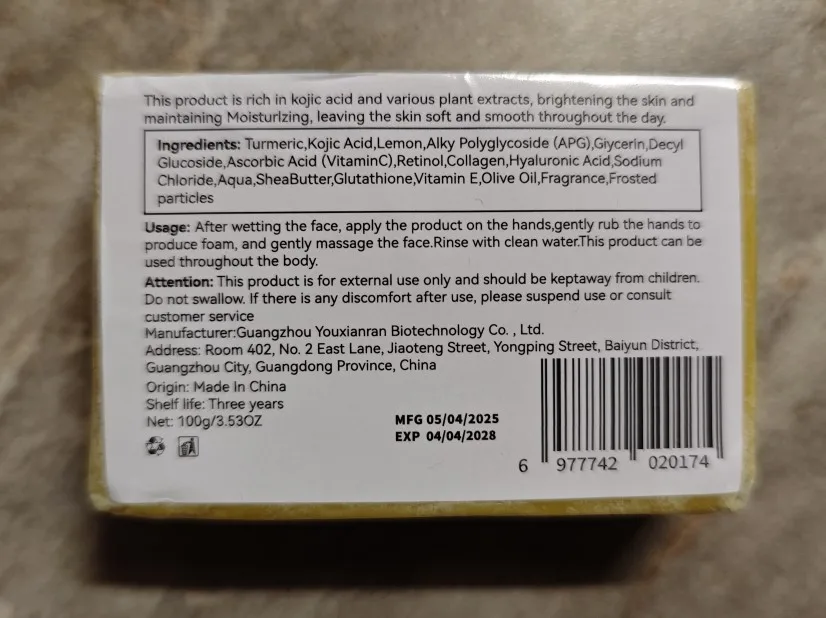 This product is rich in kojic acid and various plant extracts, brightening the skin and
maintaining Moisturizing, leaving the skin soft and smooth throughout the day.
Ingredients: Turmeric,Kojic Acid,Lemon,Alky Polyglycoside (APG),Glycerin,Decyl
Glucoside,Ascorbic Acid (VitaminC),Retinol,Collagen,Hyaluronic Acid,Sodium
Chloride,Aqua,SheaButter,Glutathione,Vitamin E,Olive Oil,Fragrance,Frosted
particles
Usage: After wetting the face, apply the product on the hands,gently rub the hands to
produce foam, and gently massage the face.Rinse with clean water.This product can be
used throughout the body.
Attention: This product is for external use only and should be keptaway from children.
Do not swallow. If there is any discomfort after use, please suspend use or consult
customer service
Manufacturer:Guangzhou Youxianran Biotechnology Co. , Ltd.
Address: Room 402, No. 2 East Lane, Jiaoteng Street, Yongping Street, Baiyun District,
Guangzhou City, Guangdong Province, China
Origin: Made In China
Shelf life: Three years
Net: 100g/3.53OZ
MFG 05/04/2025
EXP 04/04/2028
6 977742 020174